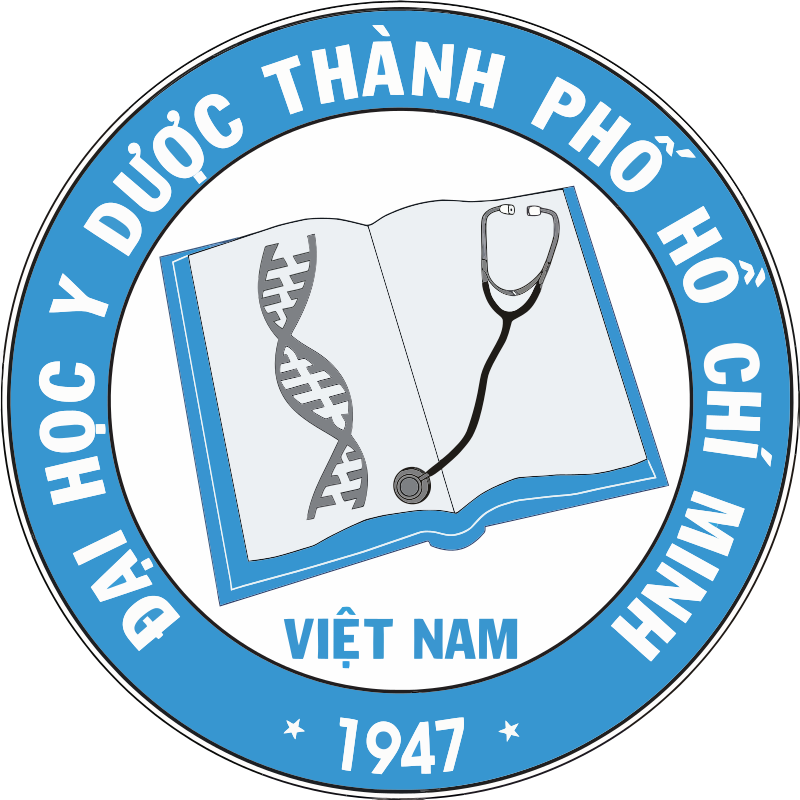 ĐẠI HỌC Y DƯỢC THÀNH PHỐ HỒ CHÍ MINH
VIỆT NAM
1947